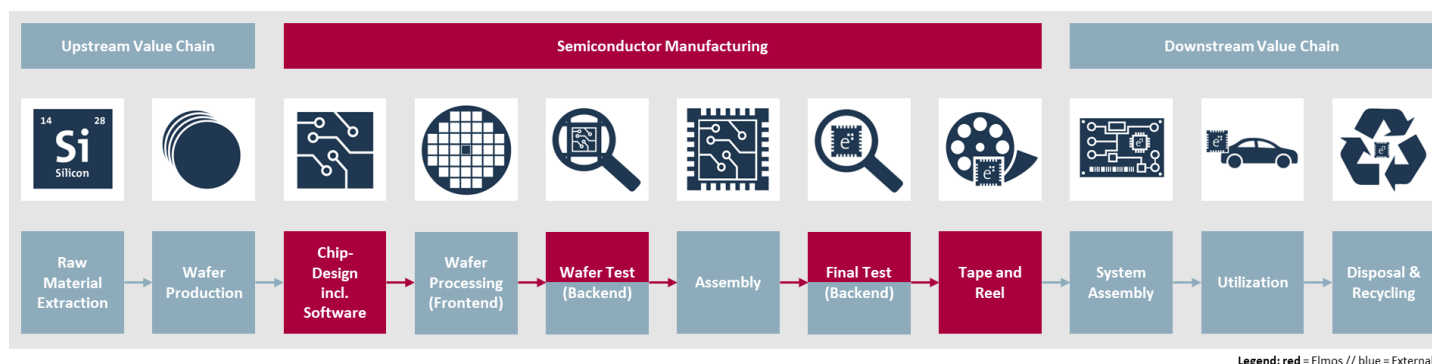 Upstream Value Chain
Semiconductor Manufacturing
Downstream Value Chain
14 28
Si
Silicon
e
e
e
e
e
Raw
Material
Extraction
Wafer
Production
Chip-
Design
incl.
Software
Wafer
Processing
(Frontend)
Wafer Test
(Backend)
Assembly
Final Test
(Backend)
Tape and
Reel
System
Assembly
Utilization
Disposal &
Recycling
Legend: red = Elmos // blue = External